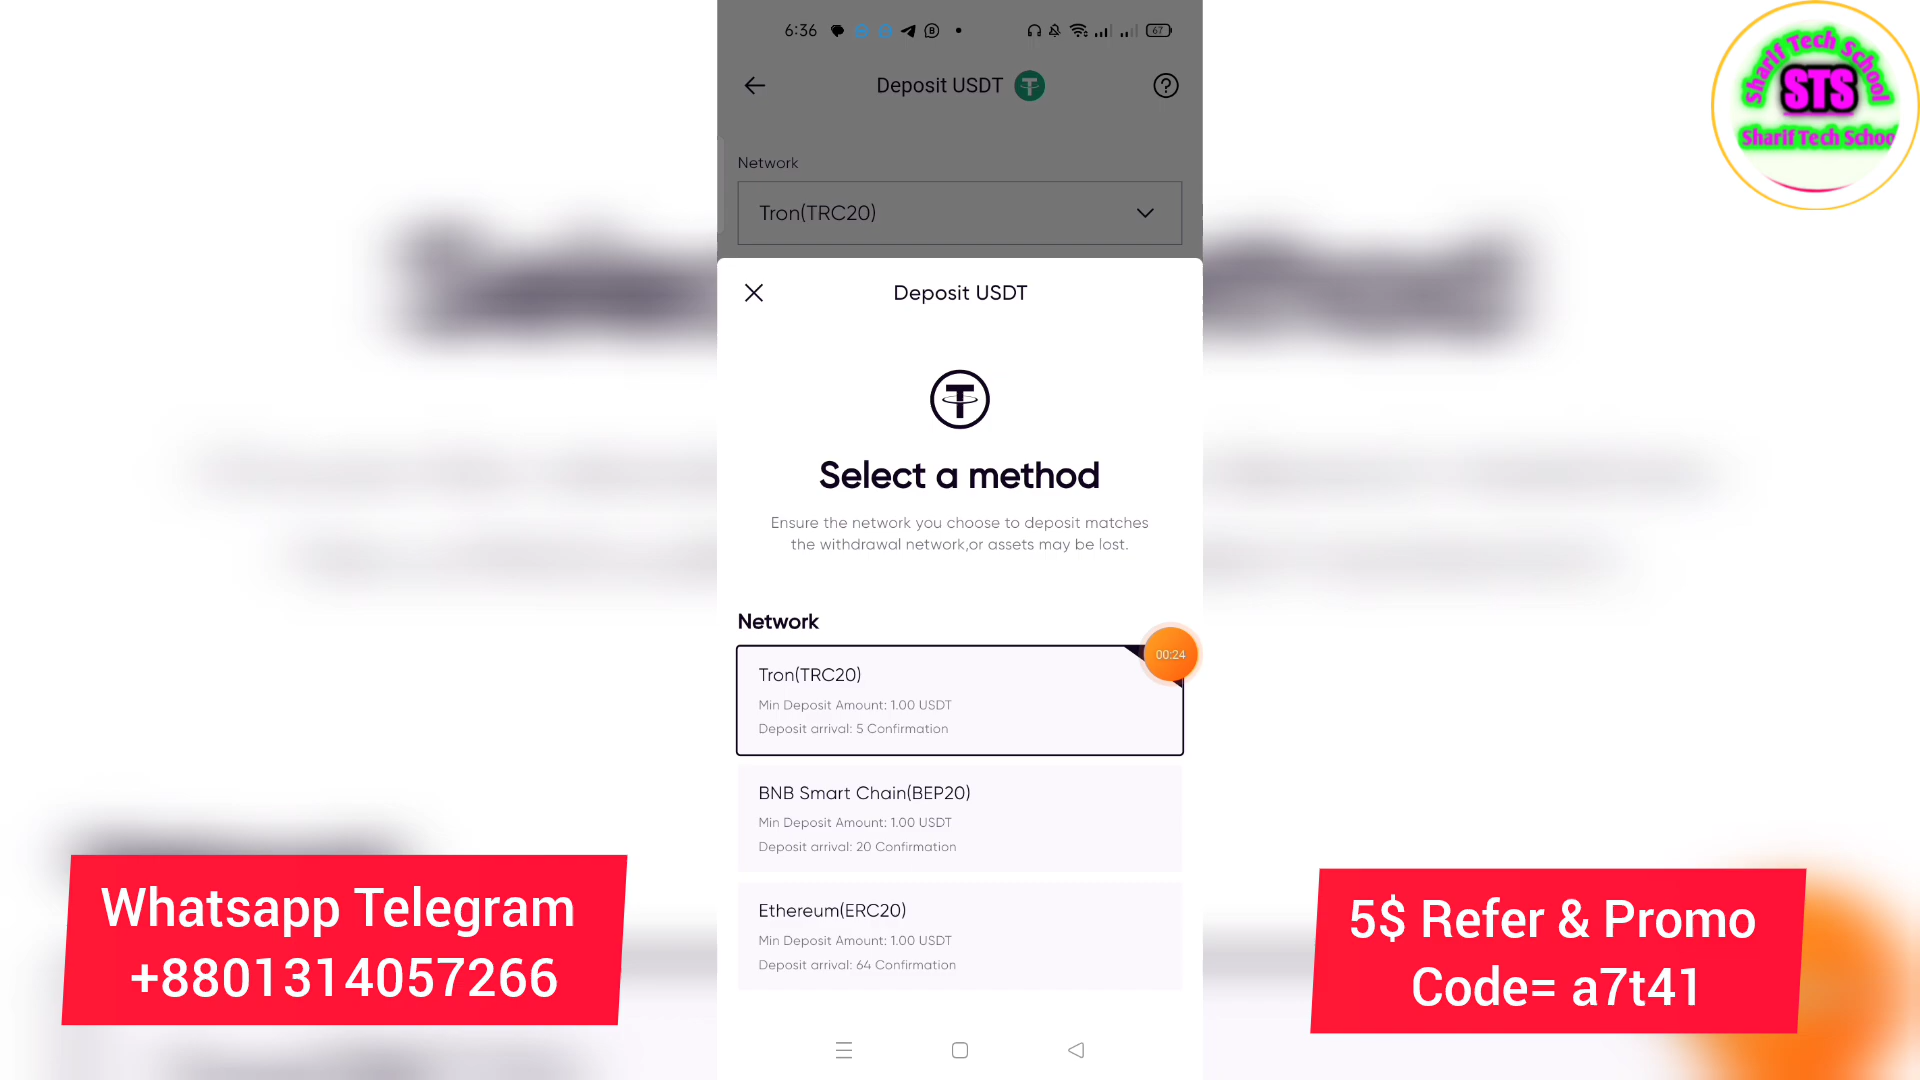 6:36
67
Deposit USDT
Network
Tron(TRC20)
Deposit USDT
Select a method
Ensure the network you choose to deposit matches
the withdrawal network,or assets may be lost.
Network
00:24
Tron(TRC20)
Min Deposit Amount: 1.00 USDT
Deposit arrival: 5 Confirmation
BNB Smart Chain(BEP20)
Min Deposit Amount: 1.00 USDT
Deposit arrival: 20 Confirmation
Ethereum(ERC20)
Min Deposit Amount: 1.00 USDT
Deposit arrival: 64 Confirmation
Whatsapp Telegram
+8801314057266
5$ Refer & Promo
Code= a7t41
Sharif Tech School
STS
Sharif Tech Schoo